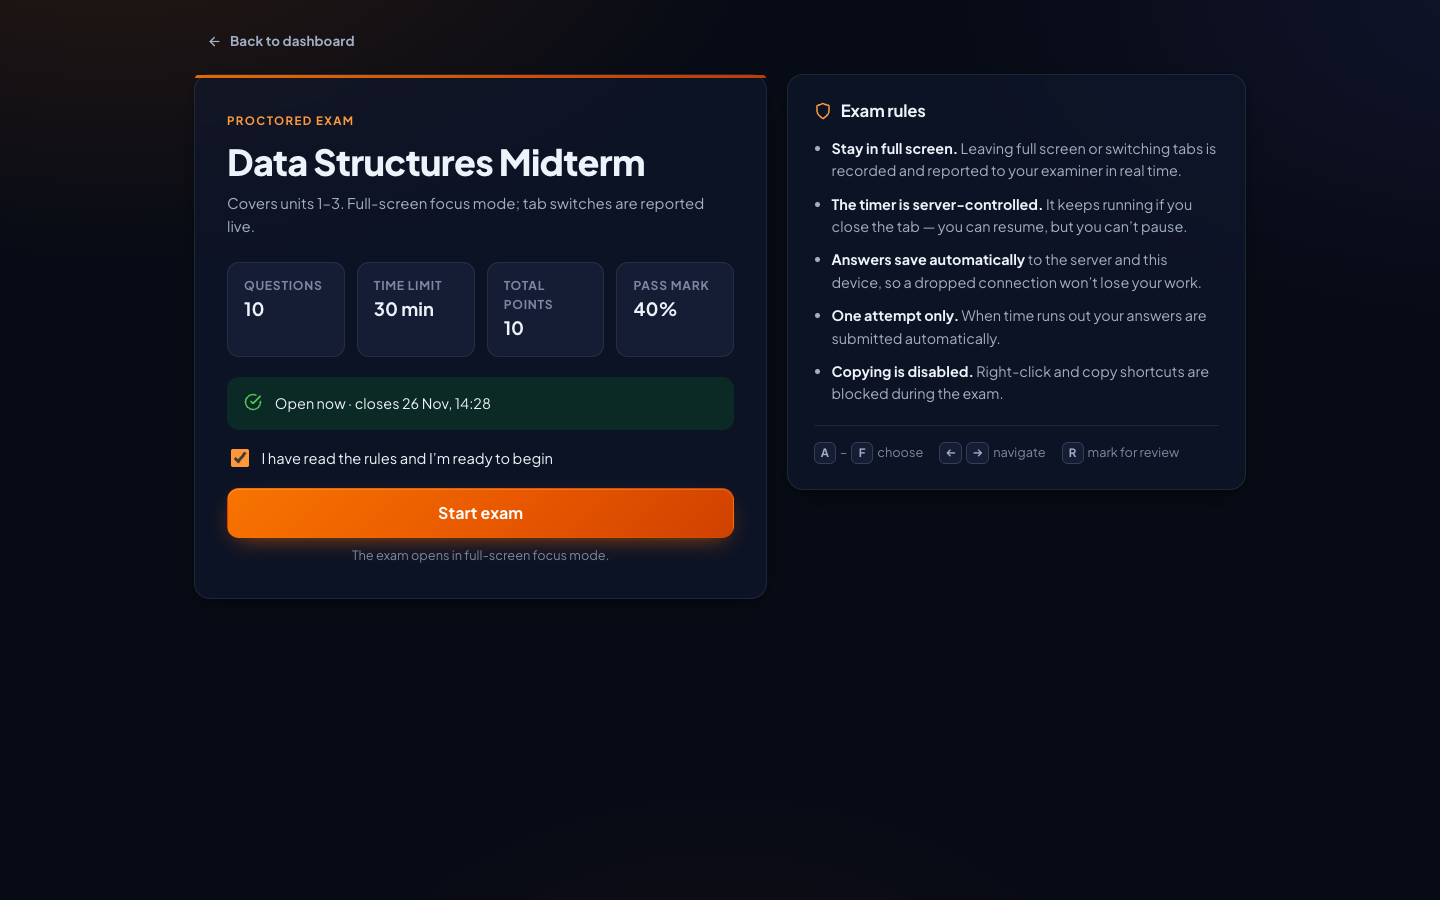 Back to dashboard
PROCTORED EXAM
Data Structures Midterm
Covers units 1–3. Full-screen focus mode; tab switches are reported
live.
QUESTIONS
10
TIME LIMIT
30 min
TOTAL
POINTS
10
PASS MARK
40%
Open now · closes 26 Nov, 14:28
I have read the rules and I’m ready to begin
Start exam
The exam opens in full-screen focus mode.
Exam rules
Stay in full screen. Leaving full screen or switching tabs is
recorded and reported to your examiner in real time.
The timer is server-controlled. It keeps running if you
close the tab — you can resume, but you can’t pause.
Answers save automatically to the server and this
device, so a dropped connection won’t lose your work.
One attempt only. When time runs out your answers are
submitted automatically.
Copying is disabled. Right-click and copy shortcuts are
blocked during the exam.
A – F choose ← → navigate R mark for review